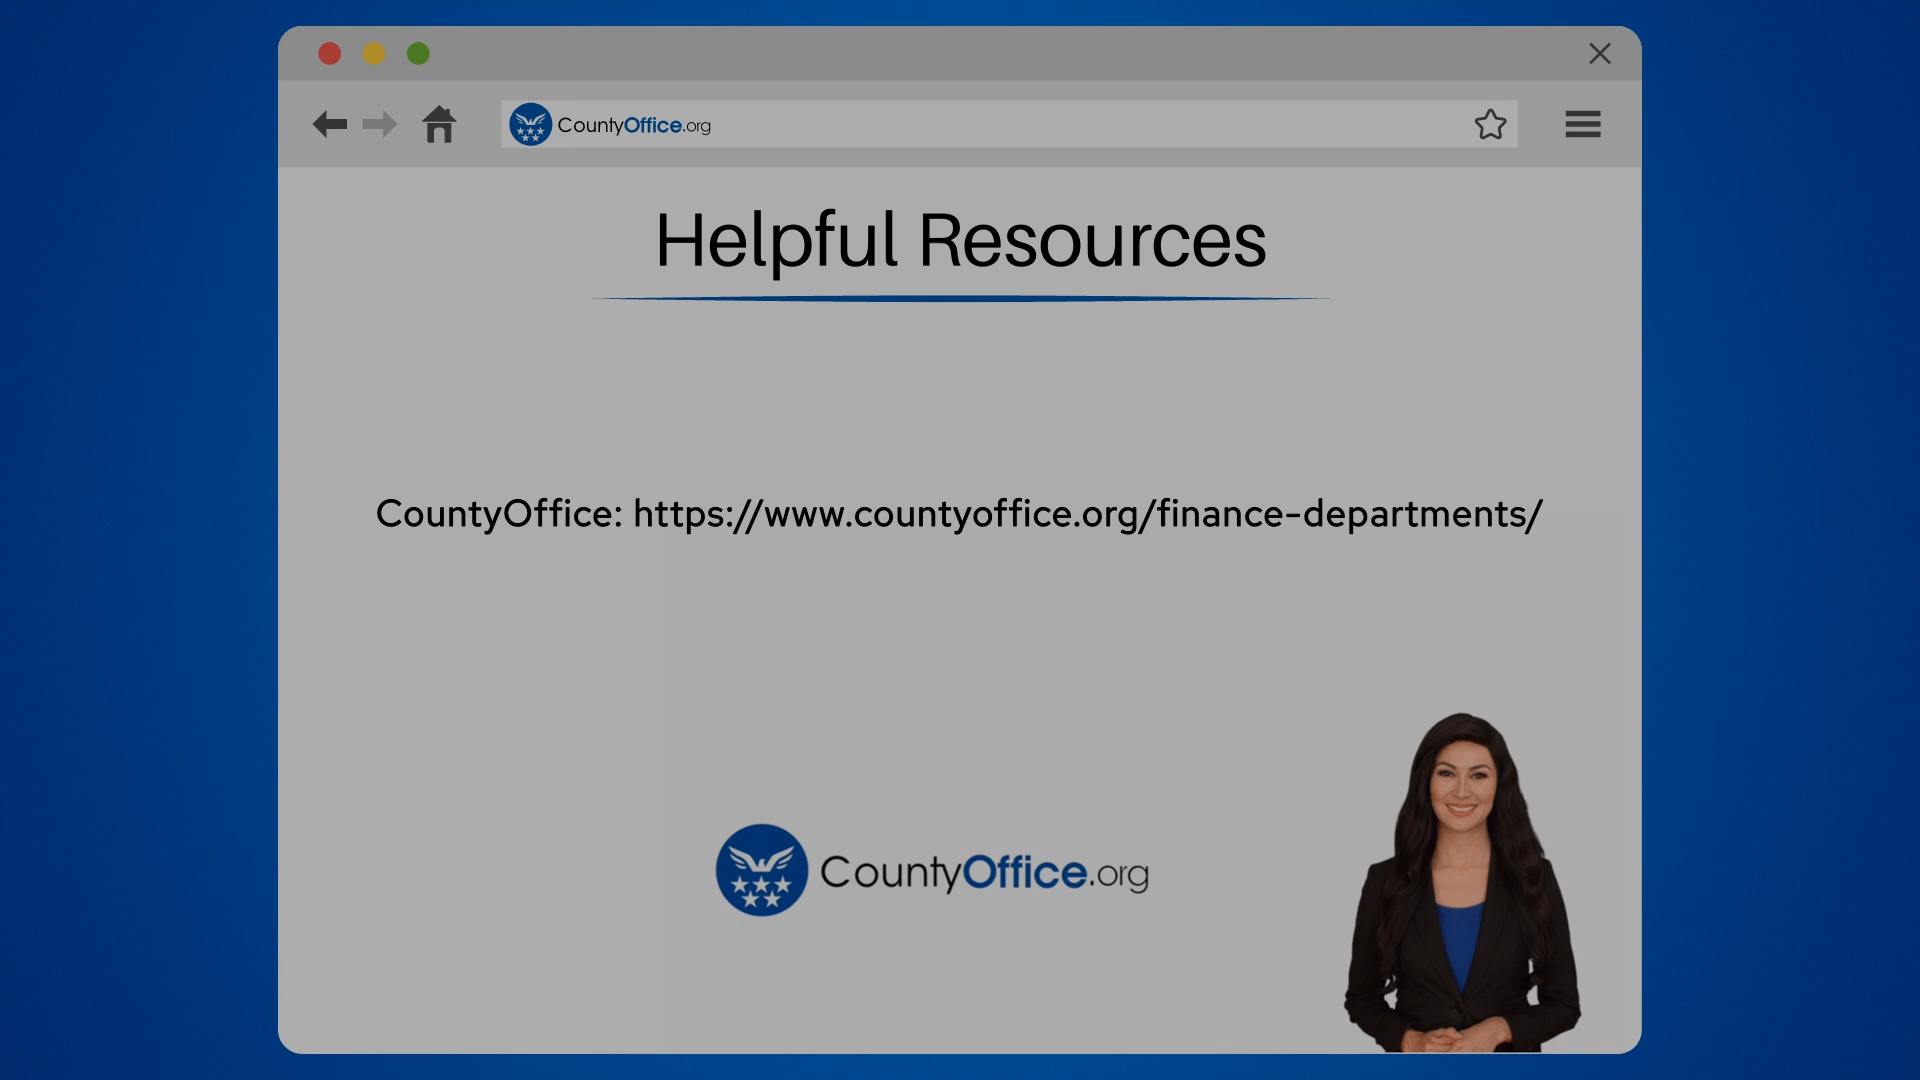 CountyOffice.org
Helpful Resources
CountyOffice: https://www.countyoffice.org/finance-departments/
CountyOffice.org